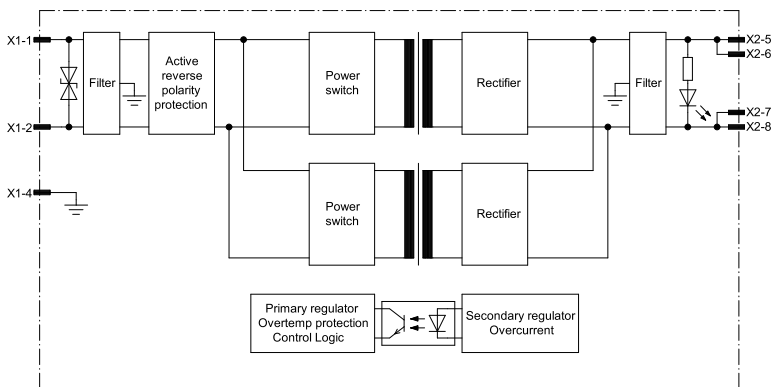 X1-1
X2-5
X2-6
Filter
Active
reverse
polarity
protection
Power
switch
Rectifier
Filter
X2-7
X1-2
X2-8
X1-4
Power
switch
Rectifier
Primary regulator
Overtemp protection
Control Logic
Secondary regulator
Overcurrent